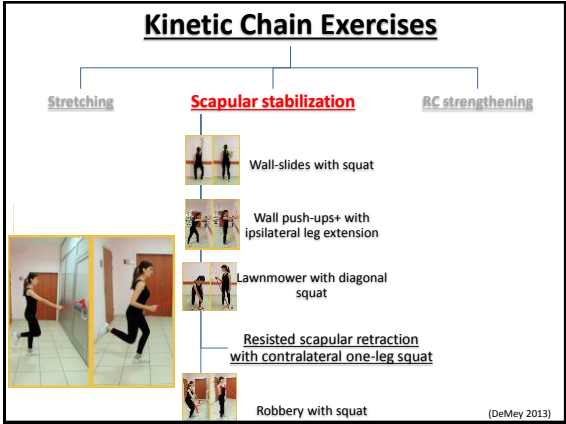 Kinetic Chain Exercises
Stretching
Scapular stabilization
RC strengthening
Wall-slides with squat
Wall push-ups+ with
ipsilateral leg extension
Lawnmower with diagonal
squat
Resisted scapular retraction
with contralateral one-leg squat
Robbery with squat
(DeMey 2013)